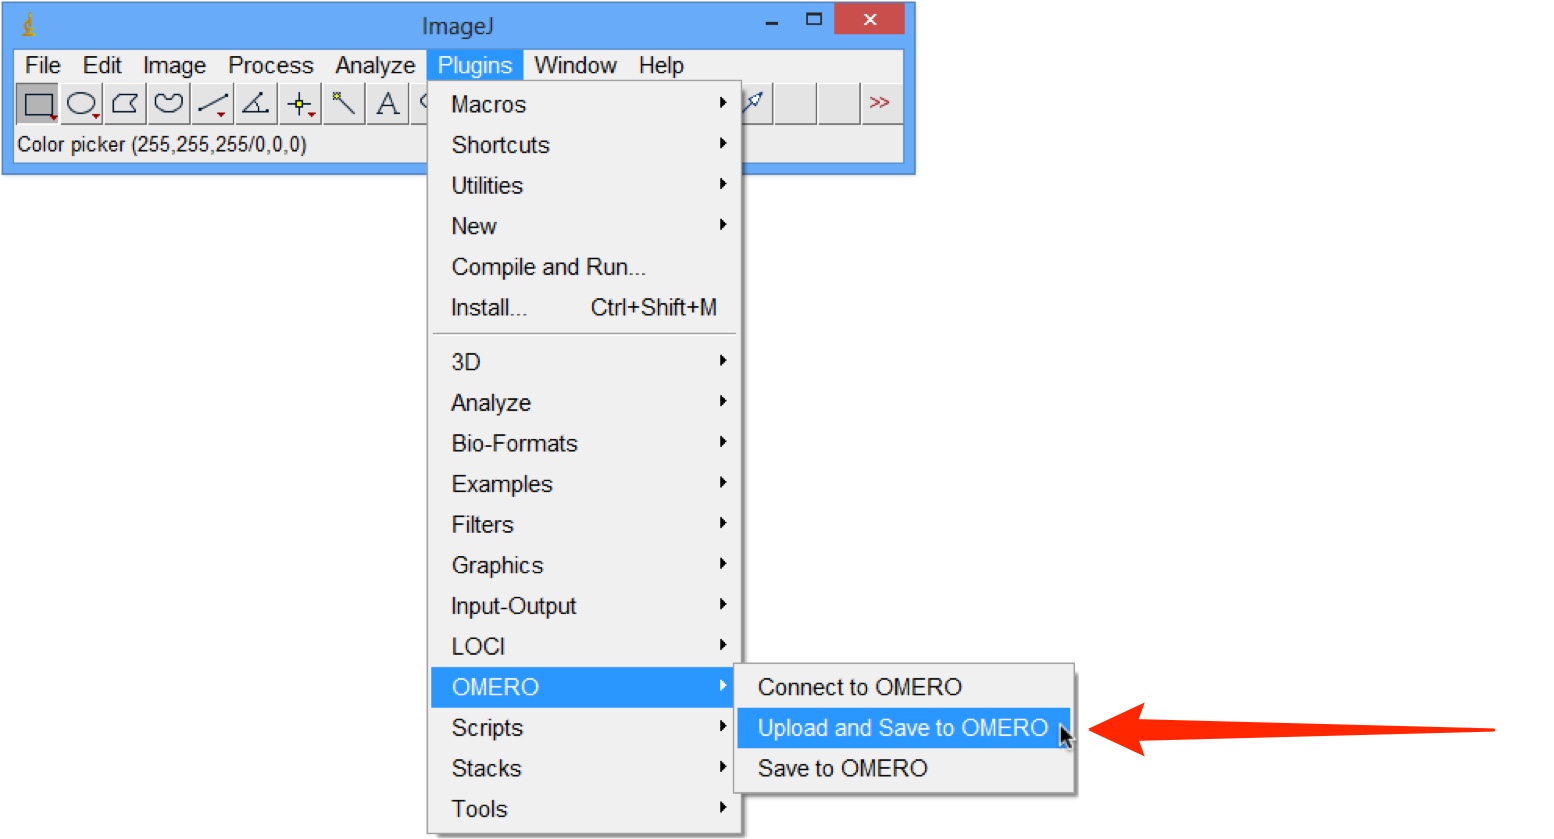 ImageJ
File Edit Image Process Analyze Plugins Window Help
A >>
Color picker (255,255,255/0,0,0)
Macros
Shortcuts
Utilities
New
Compile and Run...
Install... Ctrl+Shift+M
3D
Analyze
Bio-Formats
Examples
Filters
Graphics
Input-Output
LOCI
OMERO
Connect to OMERO
Upload and Save to OMERO
Save to OMERO
Scripts
Stacks
Tools